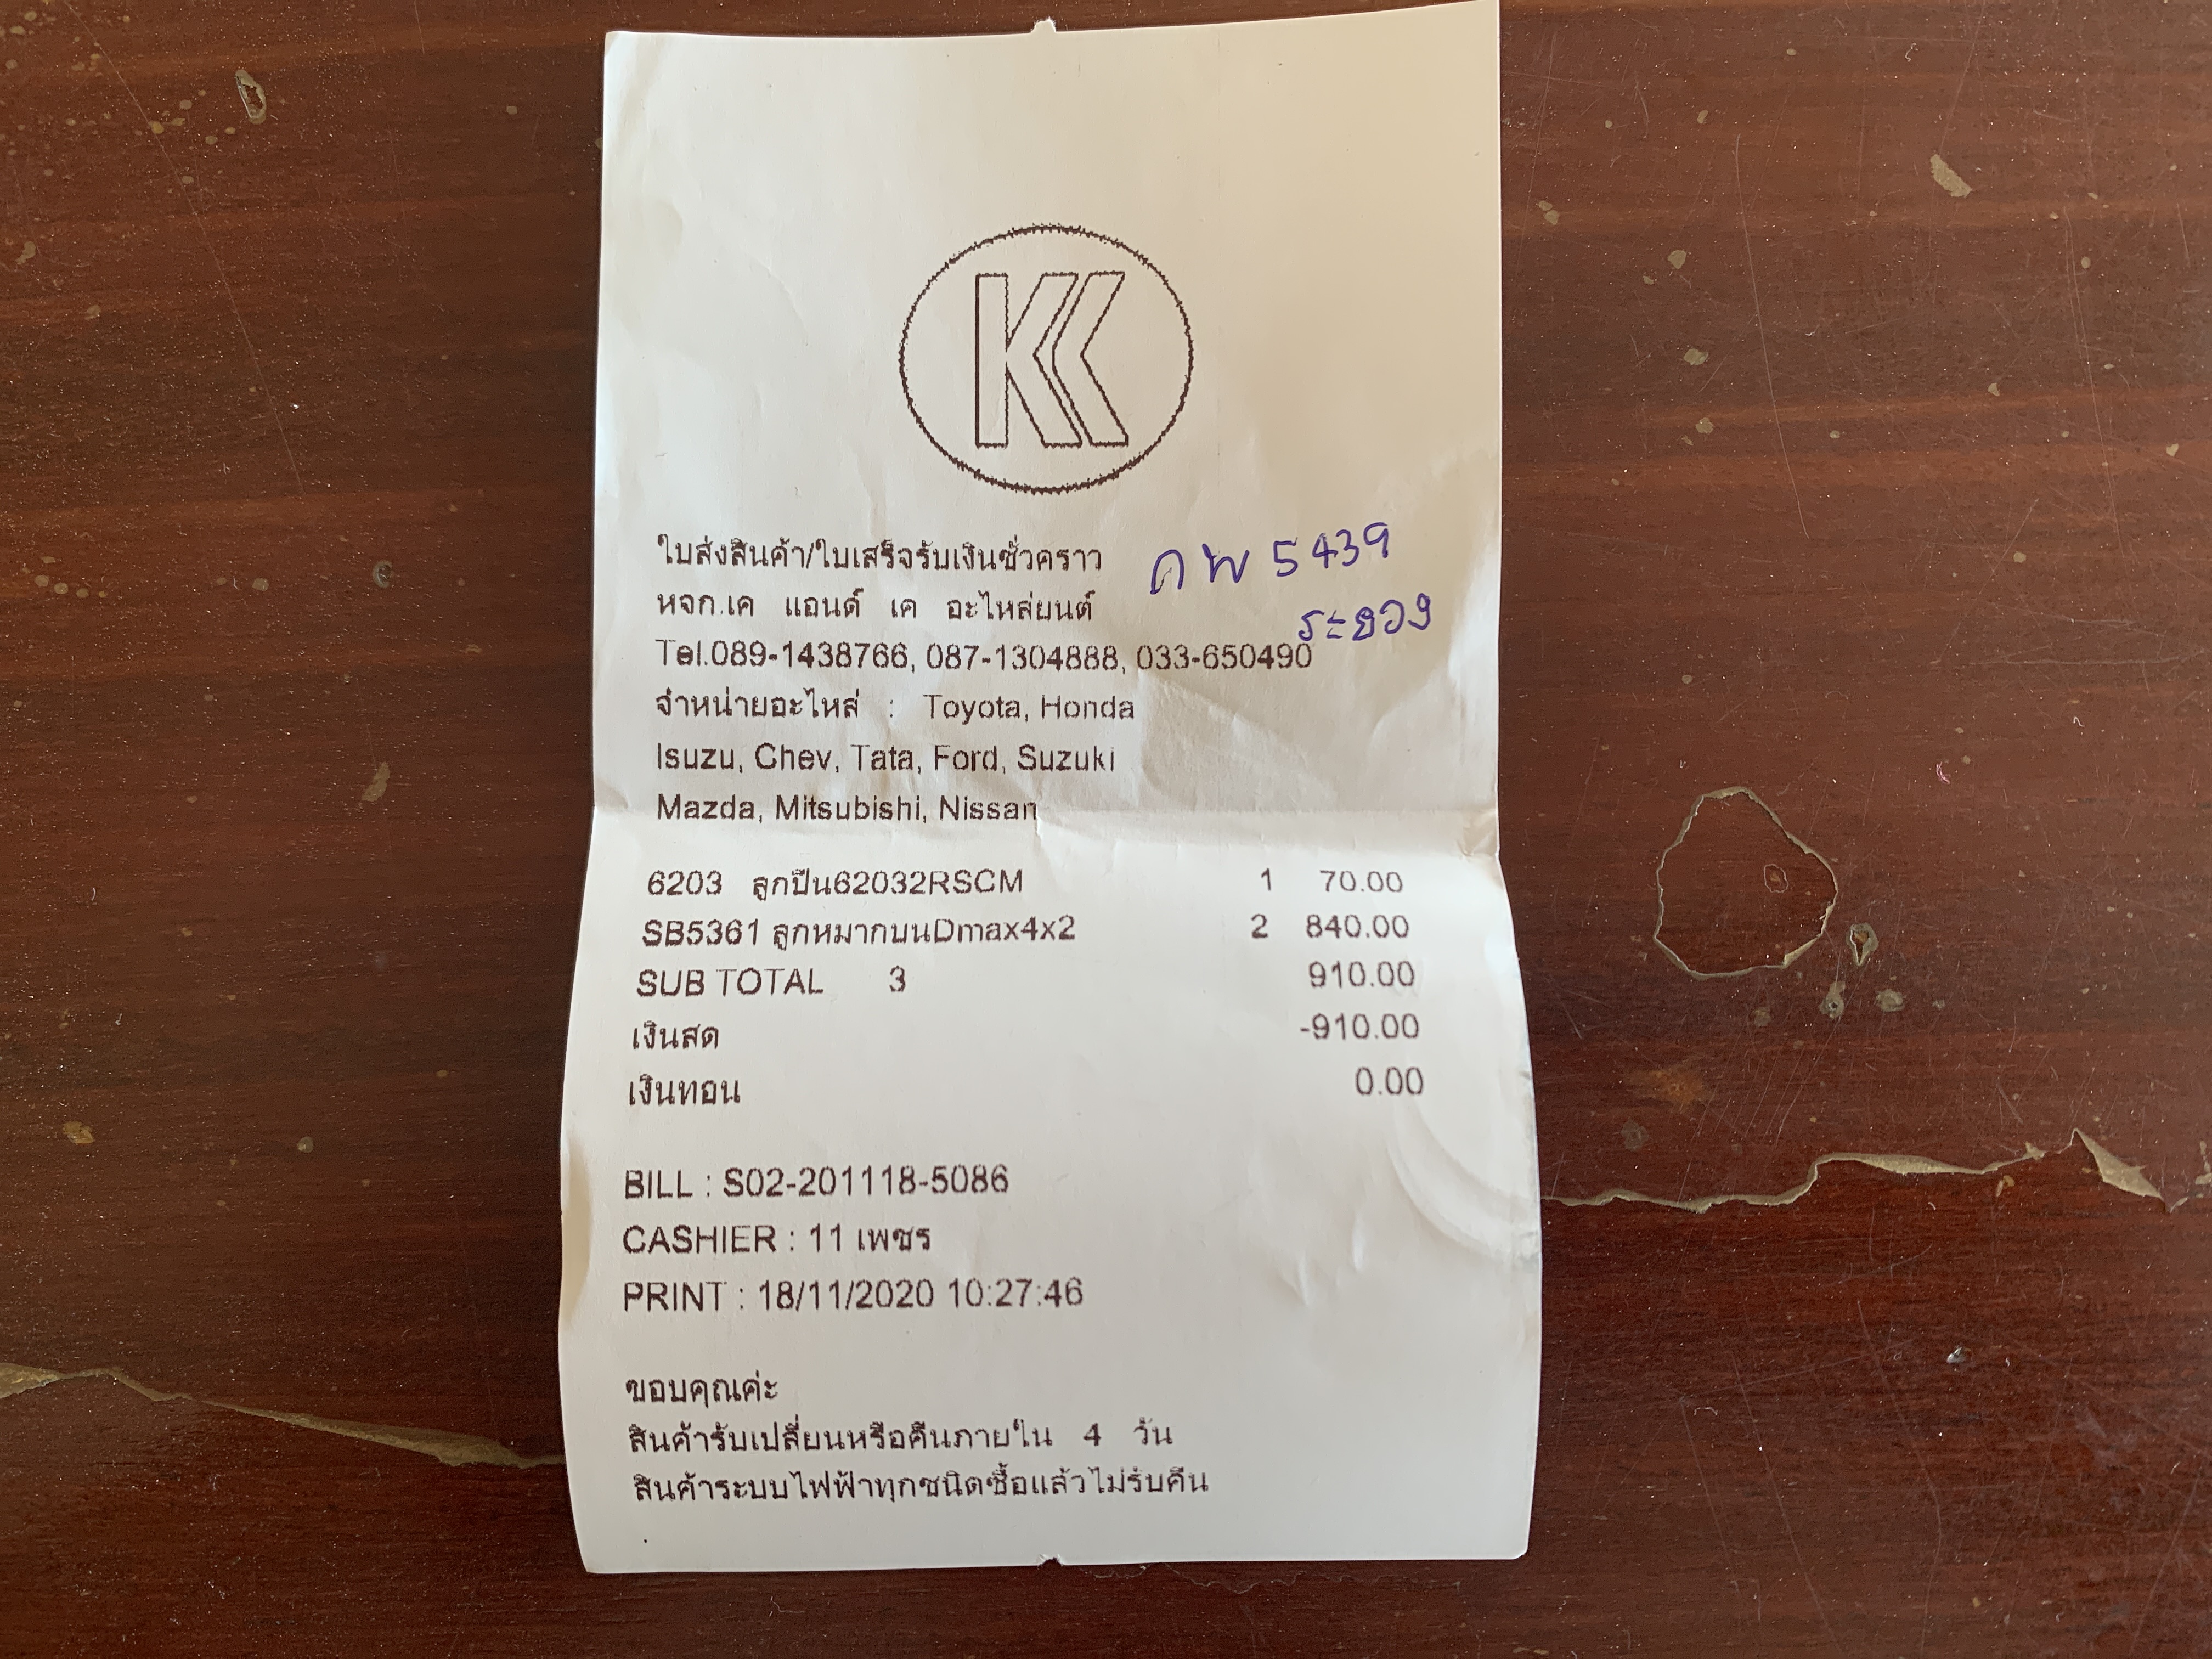 KK
ใบส่งสินค้า/ใบเสร็จรับเงินชั่วคราว
หจก.เค แอนด์ เค อะไหล่ยนต์
Tel.089-1438766, 087-1304888, 033-650490
จำหน่ายอะไหล่ : Toyota, Honda
Isuzu, Chev, Tata, Ford, Suzuki
Mazda, Mitsubishi, Nissan
5439
ระยอง
6203 ลูกปืน62032RSCM 1 70.00
SB5361 ลูกหมากบนDmax4x2 2 840.00
SUB TOTAL 3 910.00
เงินสด -910.00
เงินทอน 0.00
BILL : S02-201118-5086
CASHIER : 11 เพชร
PRINT : 18/11/2020 10:27:46
ขอบคุณค่ะ
สินค้ารับเปลี่ยนหรือคืนภายใน 4 วัน
สินค้าระบบไฟฟ้าทุกชนิดซื้อแล้วไม่รับคืน